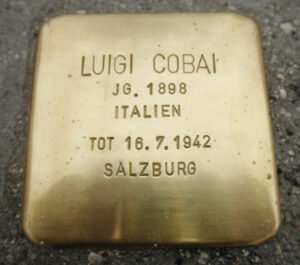 LUIGI COBAI
JG. 1898
ITALIEN
TOT 16.7.1942
SALZBURG